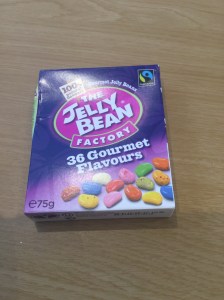 100%
Gourmet Jelly Beans
THE
JELLY
BEAN
FACTORY
36 Gourmet
Flavours
℮75g